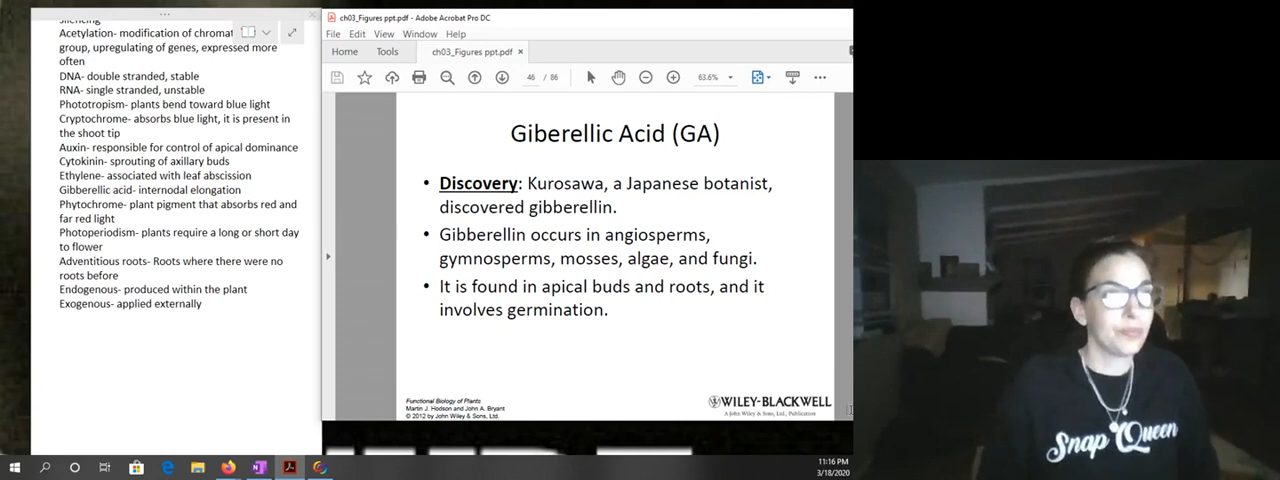 silencing
Acetylation- modification of chromat
group, upregulating of genes, expressed more
often
DNA- double stranded, stable
RNA- single stranded, unstable
Phototropism- plants bend toward blue light
Cryptochrome- absorbs blue light, it is present in
the shoot tip
Auxin- responsible for control of apical dominance
Cytokinin- sprouting of axillary buds
Ethylene- associated with leaf abscission
Gibberellic acid- internodal elongation
Phytochrome- plant pigment that absorbs red and
far red light
Photoperiodism- plants require a long or short day
to flower
Adventitious roots- Roots where there were no
roots before
Endogenous- produced within the plant
Exogenous- applied externally
ch03_Figures ppt.pdf - Adobe Acrobat Pro DC
File Edit View Window Help
Home Tools ch03_Figures ppt.pdf ×
46 / 86 63.6%
Giberellic Acid (GA)
• Discovery: Kurosawa, a Japanese botanist,
discovered gibberellin.
• Gibberellin occurs in angiosperms,
gymnosperms, mosses, algae, and fungi.
• It is found in apical buds and roots, and it
involves germination.
Functional Biology of Plants
Martin J. Hodson and John A. Bryant
© 2012 by John Wiley & Sons, Ltd.
WILEY-BLACKWELL
A John Wiley & Sons, Ltd., Publication
Snap Queen
11:16 PM
3/18/2020